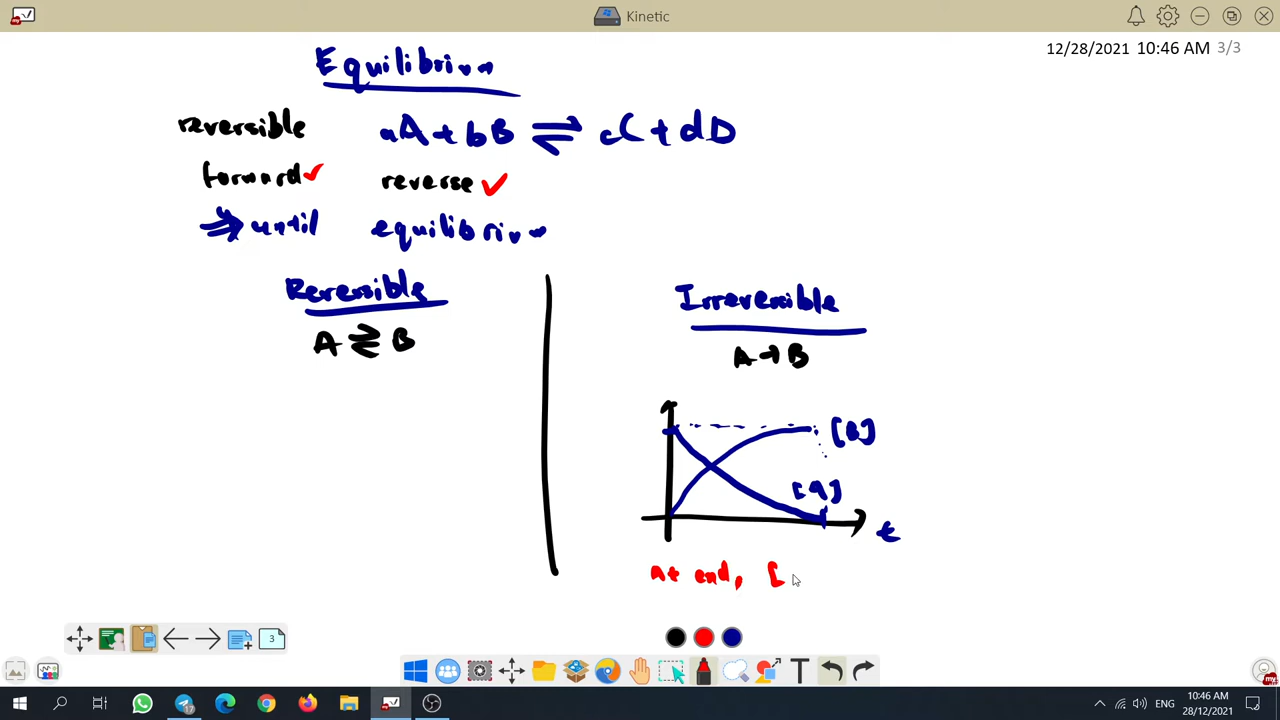 Kinetic
12/28/2021 10:46 AM 3/3
Equilibrium
reversible aA + bB ⇌ cC + dD
forward ✓ reverse ✓
⇒ until equilibrium
Reversible
A ⇄ B
Irreversible
A → B
[B]
[A]
t
at end, [
3
10:46 AM
ENG
28/12/2021